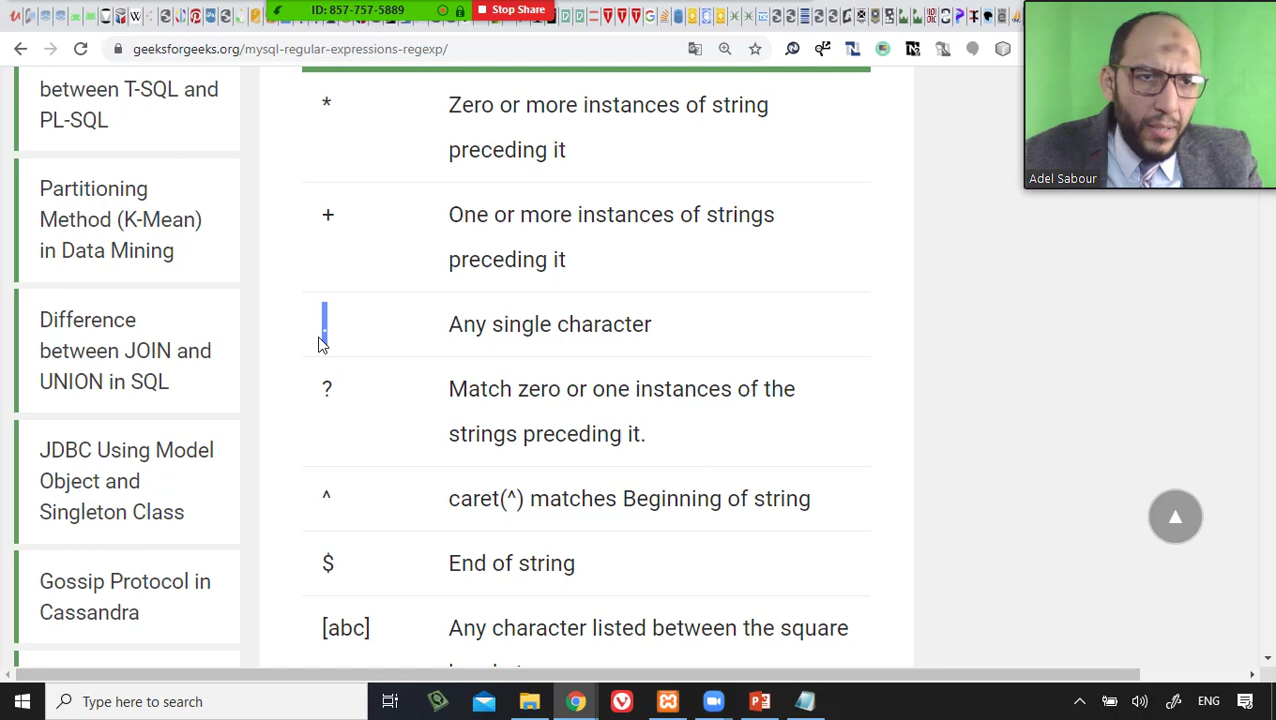 ID: 857-757-5889
Stop Share
geeksforgeeks.org/mysql-regular-expressions-regexp/
Adel Sabour
between T-SQL and
PL-SQL
Partitioning
Method (K-Mean)
in Data Mining
Difference
between JOIN and
UNION in SQL
JDBC Using Model
Object and
Singleton Class
Gossip Protocol in
Cassandra
* Zero or more instances of string
preceding it
+ One or more instances of strings
preceding it
. Any single character
? Match zero or one instances of the
strings preceding it.
^ caret(^) matches Beginning of string
$ End of string
[abc] Any character listed between the square
Type here to search
ENG